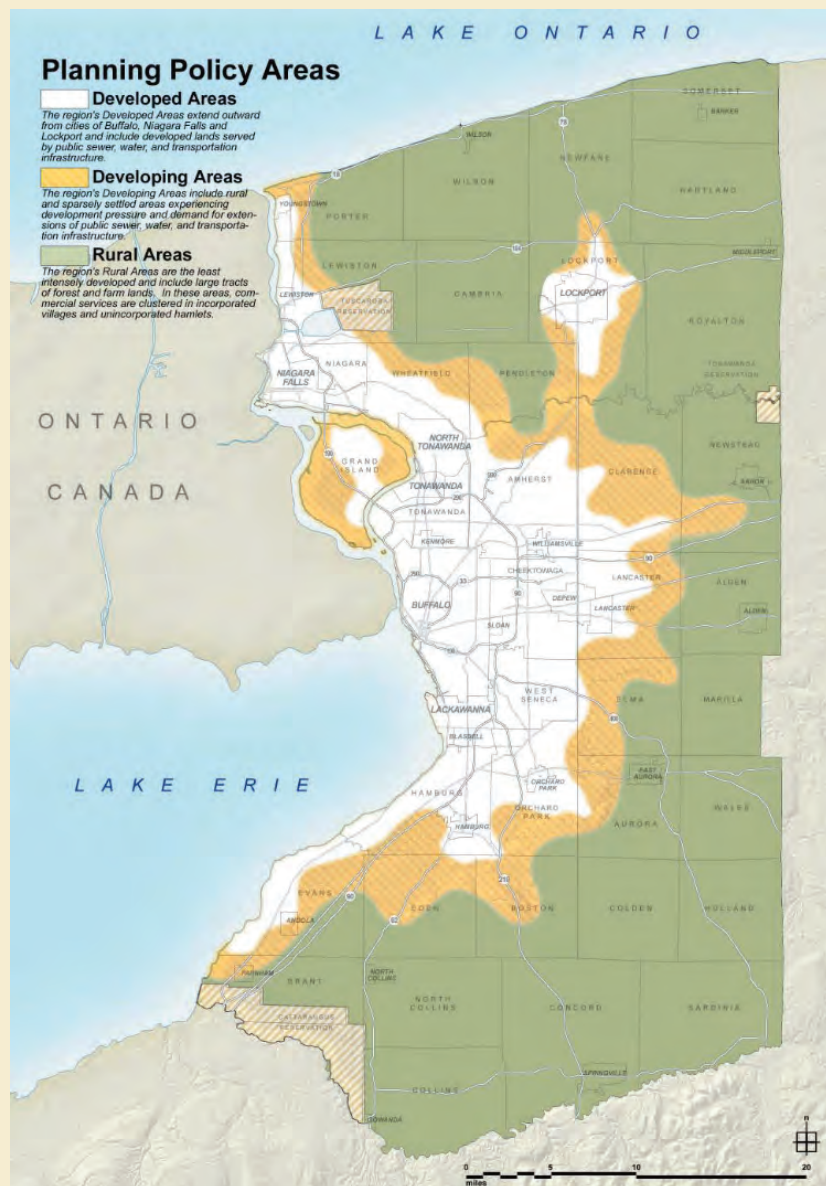 LAKE ONTARIO
Planning Policy Areas
Developed Areas
The region's Developed Areas extend outward
from cities of Buffalo, Niagara Falls and
Lockport and include developed lands served
by public sewer, water, and transportation
infrastructure.
Developing Areas
The region's Developing Areas include rural
and sparsely settled areas experiencing
development pressure and demand for exten-
sions of public sewer, water, and transporta-
tion infrastructure.
Rural Areas
The region's Rural Areas are the least
intensely developed and include large tracts
of forest and farm lands. In these areas, com-
mercial services are clustered in incorporated
villages and unincorporated hamlets.
SOMERSET
BARKER
WILSON
NEWFANE
WILSON
HARTLAND
YOUNGSTOWN
PORTER
LEWISTON
LOCKPORT
MIDDLEPORT
LEWISTON
TUSCARORA
RESERVATION
CAMBRIA
LOCKPORT
ROYALTON
NIAGARA
NIAGARA
FALLS
WHEATFIELD
PENDLETON
TONAWANDA
RESERVATION
ONTARIO
CANADA
NORTH
TONAWANDA
GRAND
ISLAND
TONAWANDA
TONAWANDA
AMHERST
CLARENCE
NEWSTEAD
AKRON
KENMORE
WILLIAMSVILLE
CHEEKTOWAGA
LANCASTER
ALDEN
BUFFALO
DEPEW
LANCASTER
ALDEN
SLOAN
WEST
SENECA
ELMA
MARILLA
LACKAWANNA
BLASDELL
LAKE ERIE
HAMBURG
ORCHARD
PARK
EAST
AURORA
ORCHARD
PARK
WALES
HAMBURG
AURORA
EVANS
EDEN
BOSTON
COLDEN
HOLLAND
ANGOLA
FARNHAM
BRANT
NORTH
COLLINS
NORTH
COLLINS
CONCORD
SARDINIA
CATTARAUGUS
RESERVATION
SPRINGVILLE
COLLINS
GOWANDA
n
0 5 10 20
miles